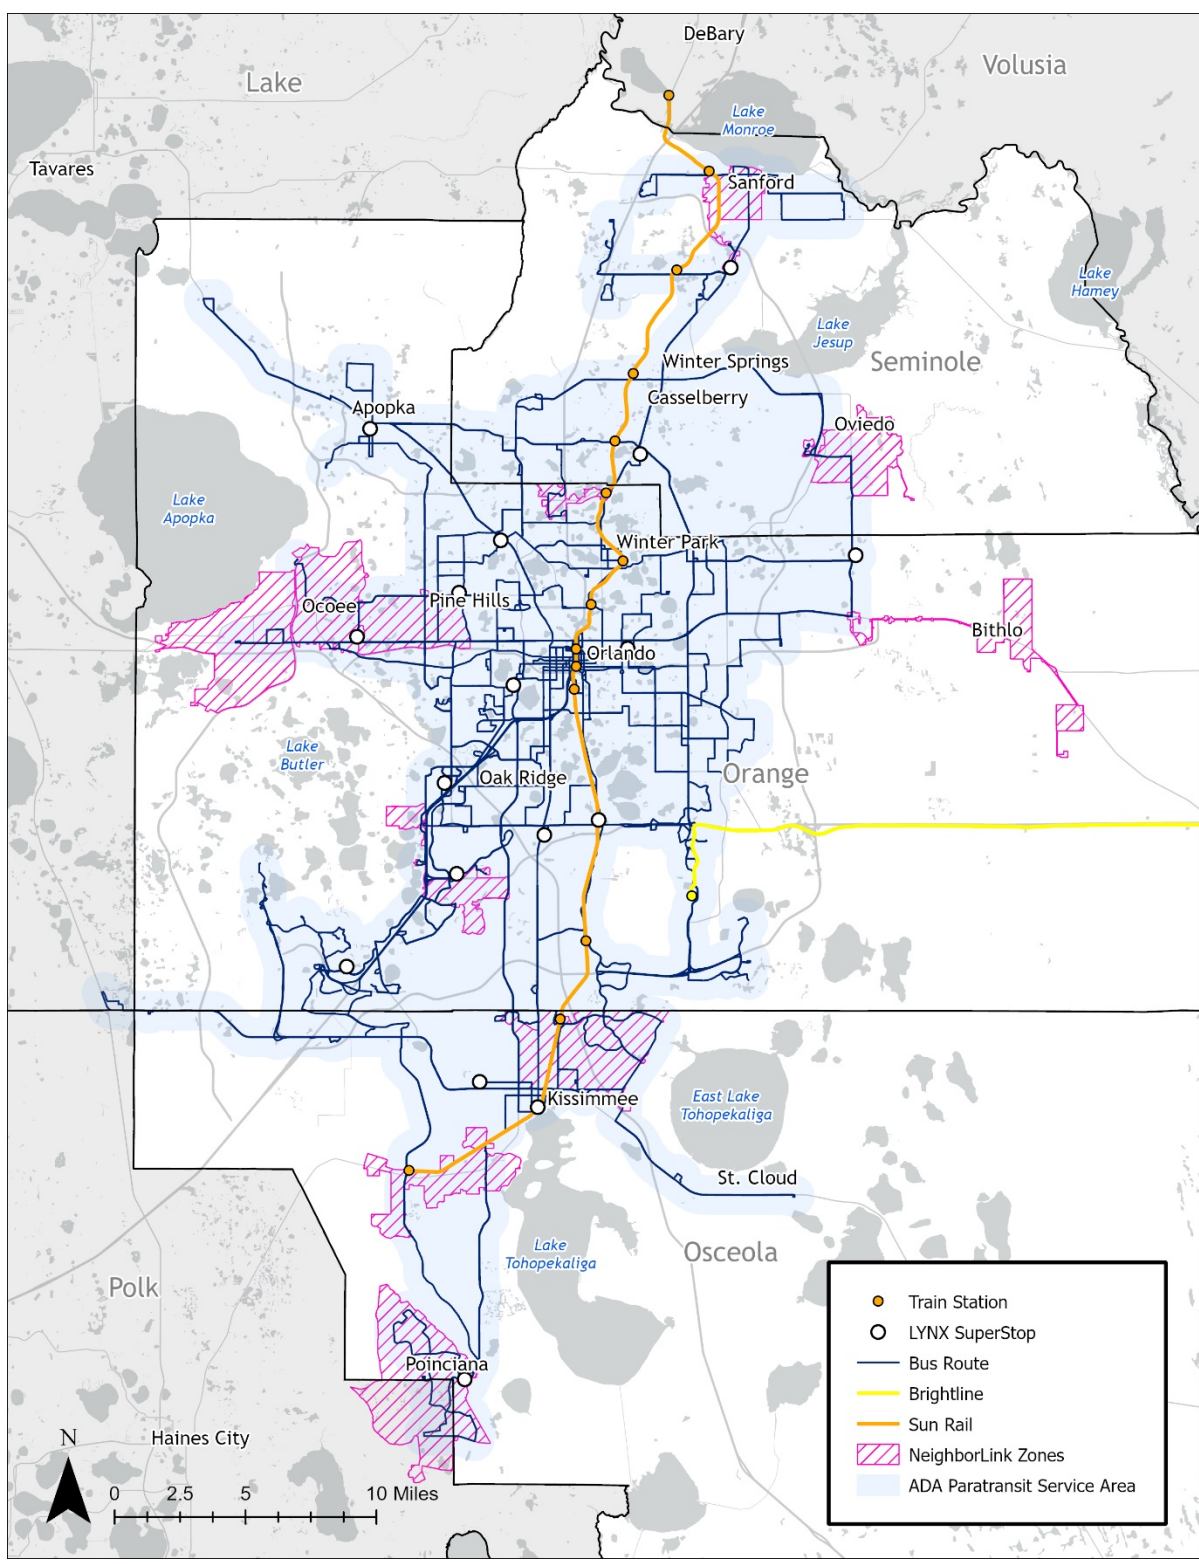 DeBary
Volusia
Lake
Lake
Monroe
Tavares
Sanford
Lake
Harney
Lake
Jesup
Winter Springs
Seminole
Casselberry
Apopka
Oviedo
Lake
Apopka
Winter Park
Pine Hills
Ocoee
Bithlo
Orlando
Lake
Butler
Oak Ridge
Orange
Kissimmee
East Lake
Tohopekaliga
St. Cloud
Lake
Tohopekaliga
Osceola
Polk
Poinciana
Haines City
N
0 2.5 5 10 Miles
Train Station
LYNX SuperStop
Bus Route
Brightline
Sun Rail
NeighborLink Zones
ADA Paratransit Service Area